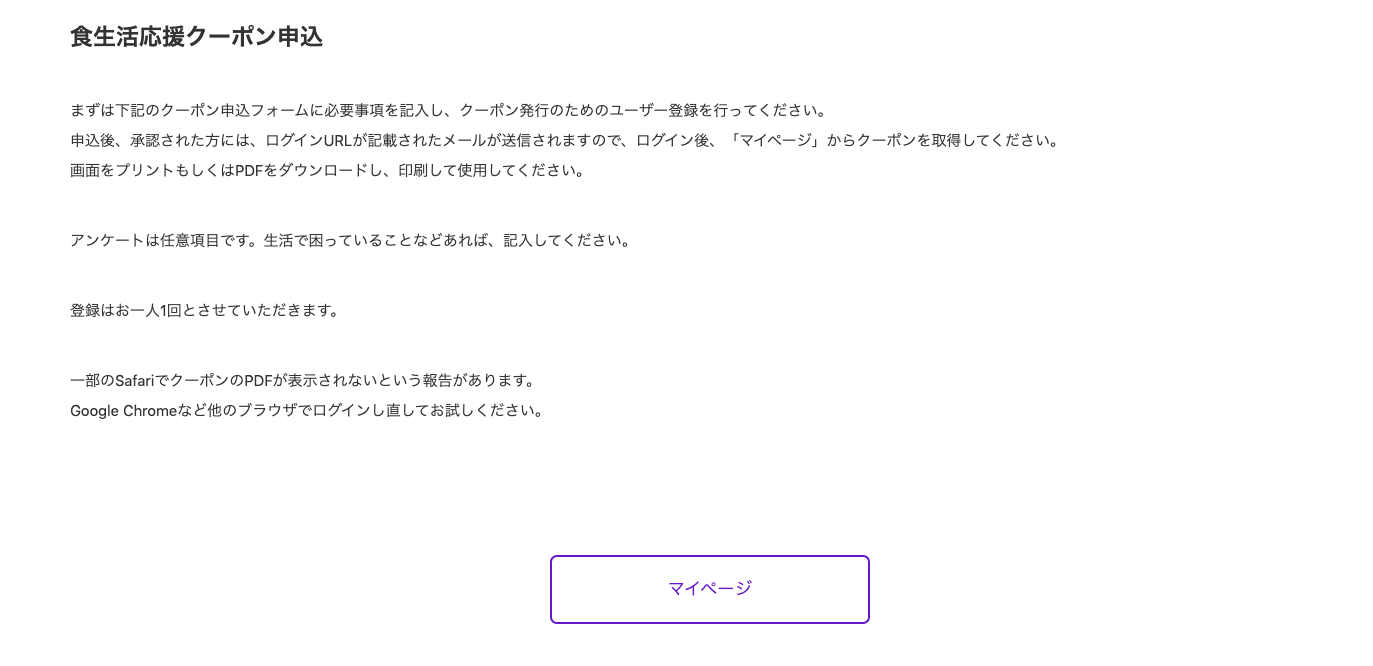 食生活応援クーポン申込
まずは下記のクーポン申込フォームに必要事項を記入し、クーポン発行のためのユーザー登録を行ってください。
申込後、承認された方には、ログインURLが記載されたメールが送信されますので、ログイン後、「マイページ」からクーポンを取得してください。
画面をプリントもしくはPDFをダウンロードし、印刷して使用してください。
アンケートは任意項目です。生活で困っていることなどあれば、記入してください。
登録はお一人1回とさせていただきます。
一部のSafariでクーポンのPDFが表示されないという報告があります。
Google Chromeなど他のブラウザでログインし直してお試しください。
マイページ